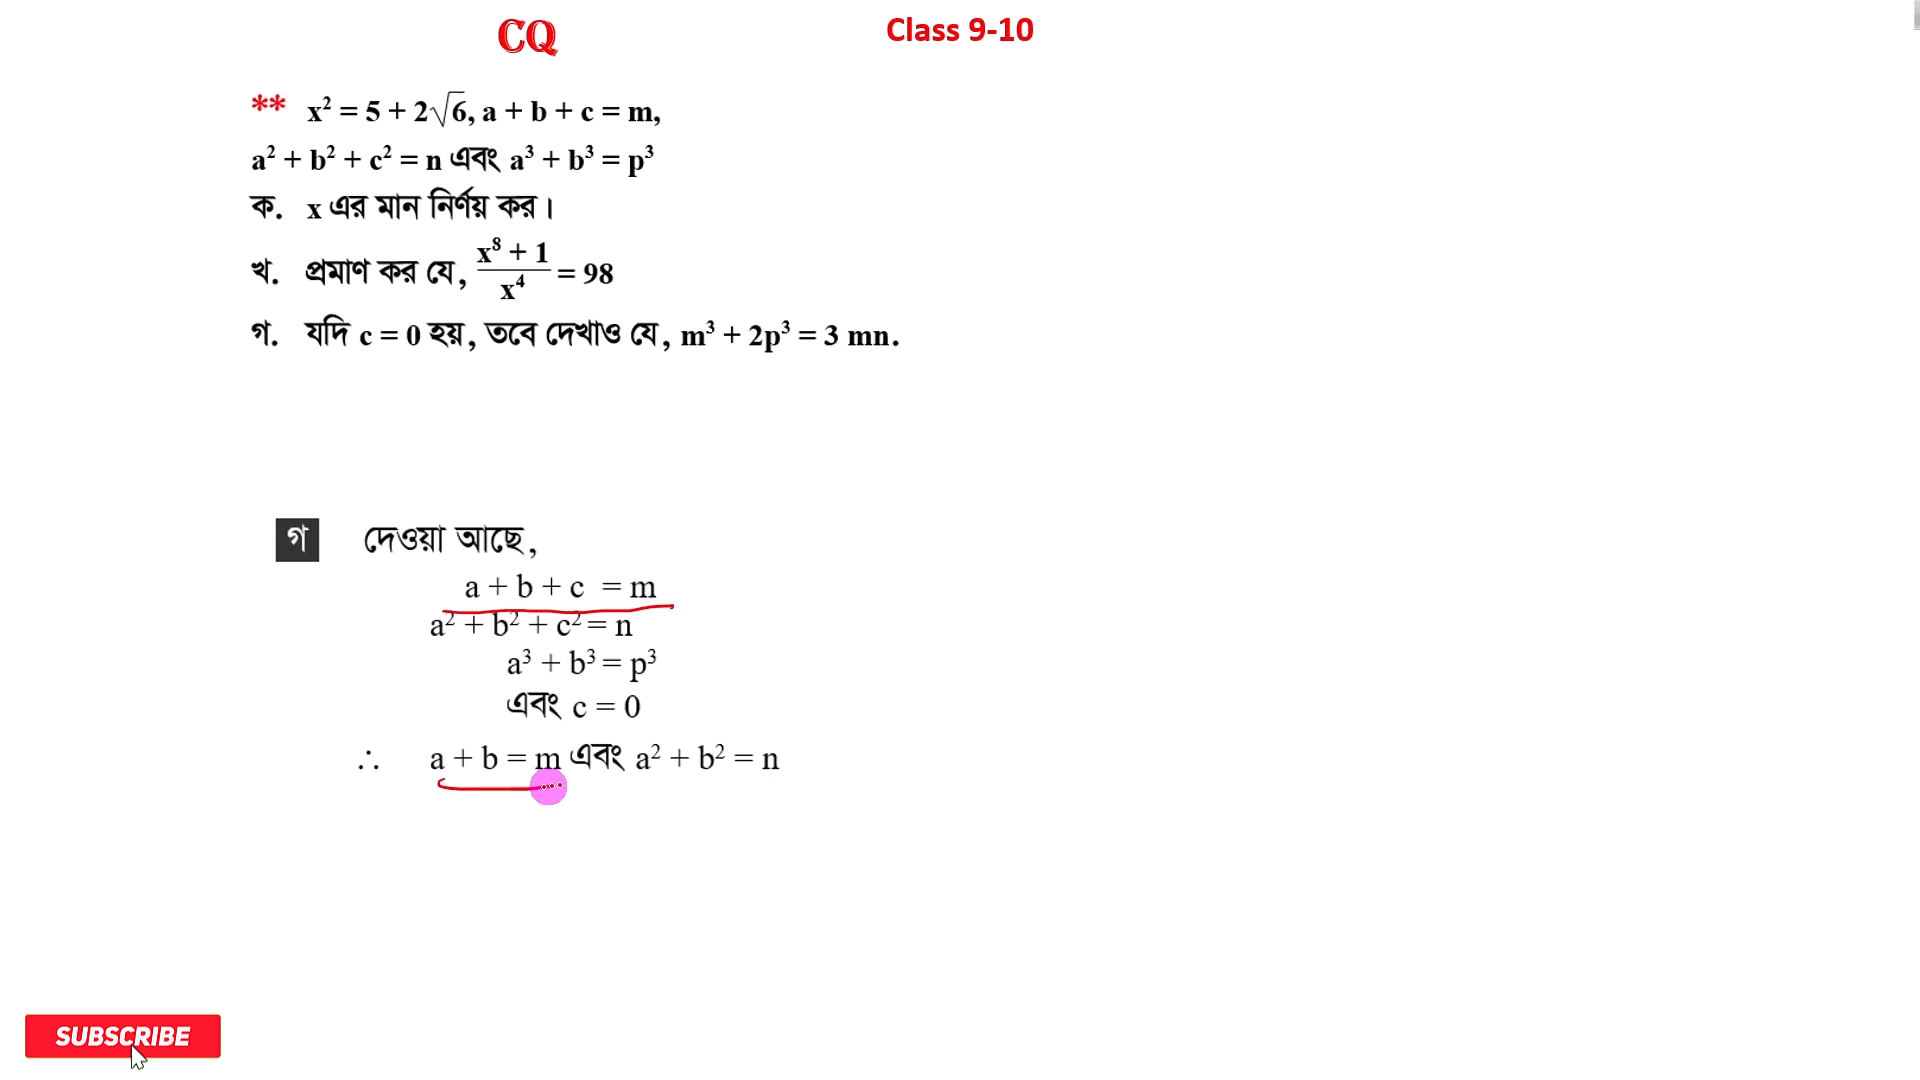 CQ
Class 9-10
** x² = 5 + 2√6, a + b + c = m,
a² + b² + c² = n এবং a³ + b³ = p³
ক. x এর মান নির্ণয় কর।
খ. প্রমাণ কর যে, (x⁸ + 1)/x⁴ = 98
গ. যদি c = 0 হয়, তবে দেখাও যে, m³ + 2p³ = 3 mn.
গ দেওয়া আছে,
a + b + c = m
a² + b² + c² = n
a³ + b³ = p³
এবং c = 0
∴ a + b = m এবং a² + b² = n
SUBSCRIBE